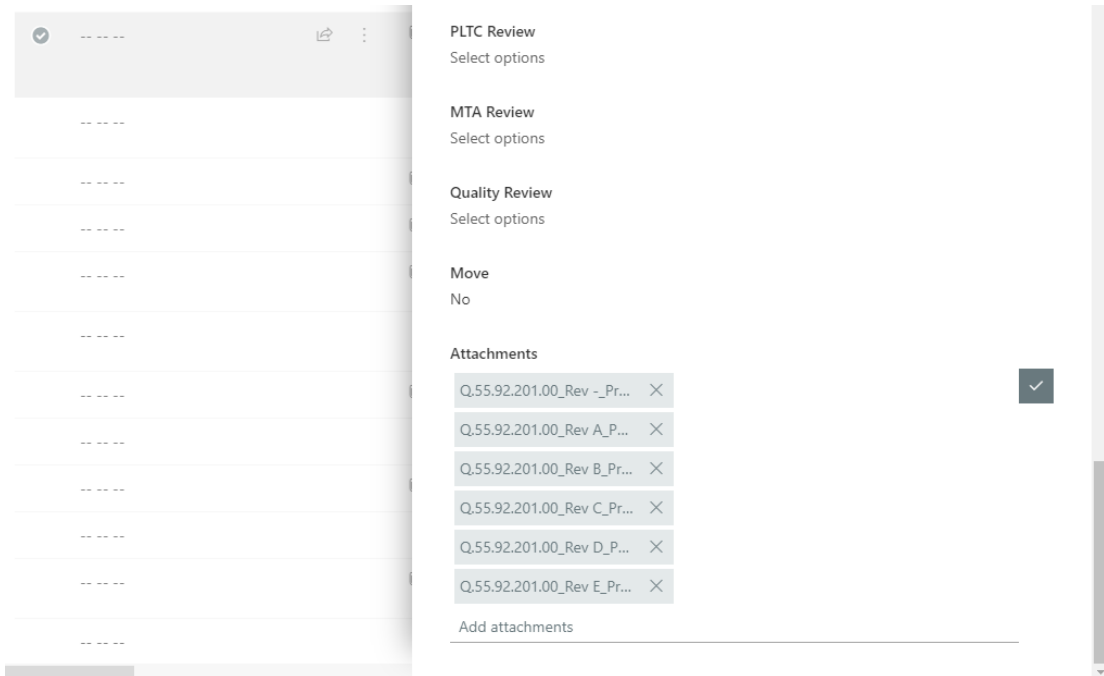 -- -- --
-- -- --
-- -- --
-- -- --
-- -- --
-- -- --
-- -- --
-- -- --
-- -- --
-- -- --
-- -- --
-- -- --
PLTC Review
Select options
MTA Review
Select options
Quality Review
Select options
Move
No
Attachments
Q.55.92.201.00_Rev -_Pr...
Q.55.92.201.00_Rev A_P...
Q.55.92.201.00_Rev B_Pr...
Q.55.92.201.00_Rev C_Pr...
Q.55.92.201.00_Rev D_P...
Q.55.92.201.00_Rev E_Pr...
Add attachments